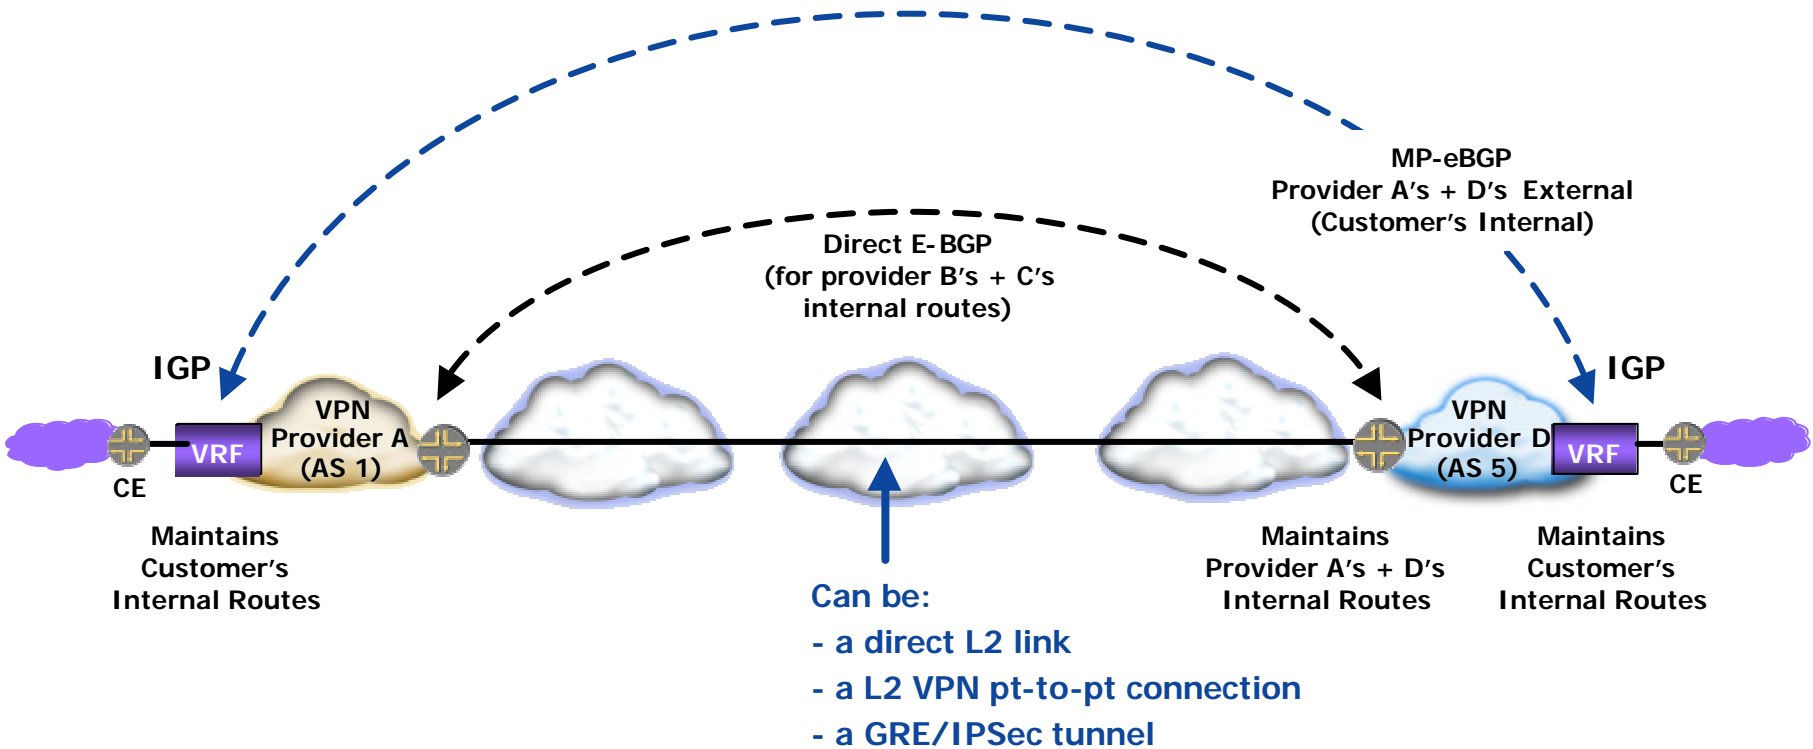 MP-eBGP
Provider A's + D's External
(Customer's Internal)
Direct E-BGP
(for provider B's + C's
internal routes)
IGP
IGP
VRF
VPN
Provider A
(AS 1)
VPN
Provider D
(AS 5)
VRF
CE
CE
Maintains
Customer's
Internal Routes
Maintains
Provider A's + D's
Internal Routes
Maintains
Customer's
Internal Routes
Can be:
- a direct L2 link
- a L2 VPN pt-to-pt connection
- a GRE/IPSec tunnel